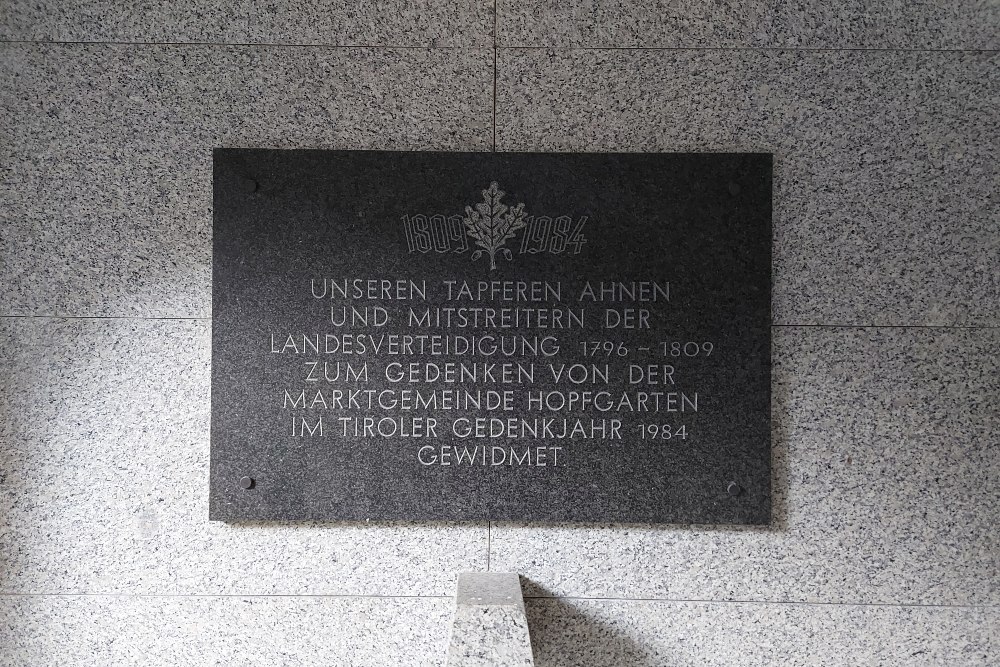 1809 1984
UNSEREN TAPFEREN AHNEN
UND MITSTREITERN DER
LANDESVERTEIDIGUNG 1796 – 1809
ZUM GEDENKEN VON DER
MARKTGEMEINDE HOPFGARTEN
IM TIROLER GEDENKJAHR 1984
GEWIDMET.